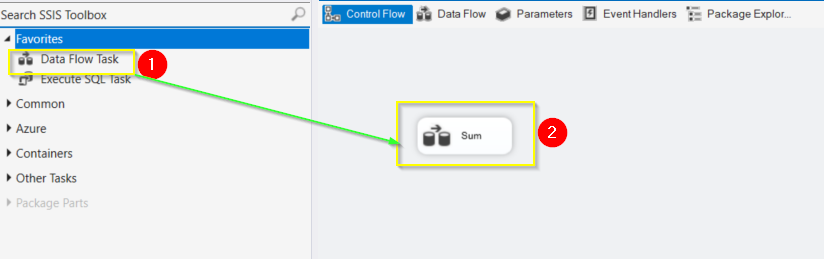 Search SSIS Toolbox
Favorites
Data Flow Task
Execute SQL Task
Common
Azure
Containers
Other Tasks
Package Parts
1
Control Flow Data Flow Parameters Event Handlers Package Explor...
Sum
2